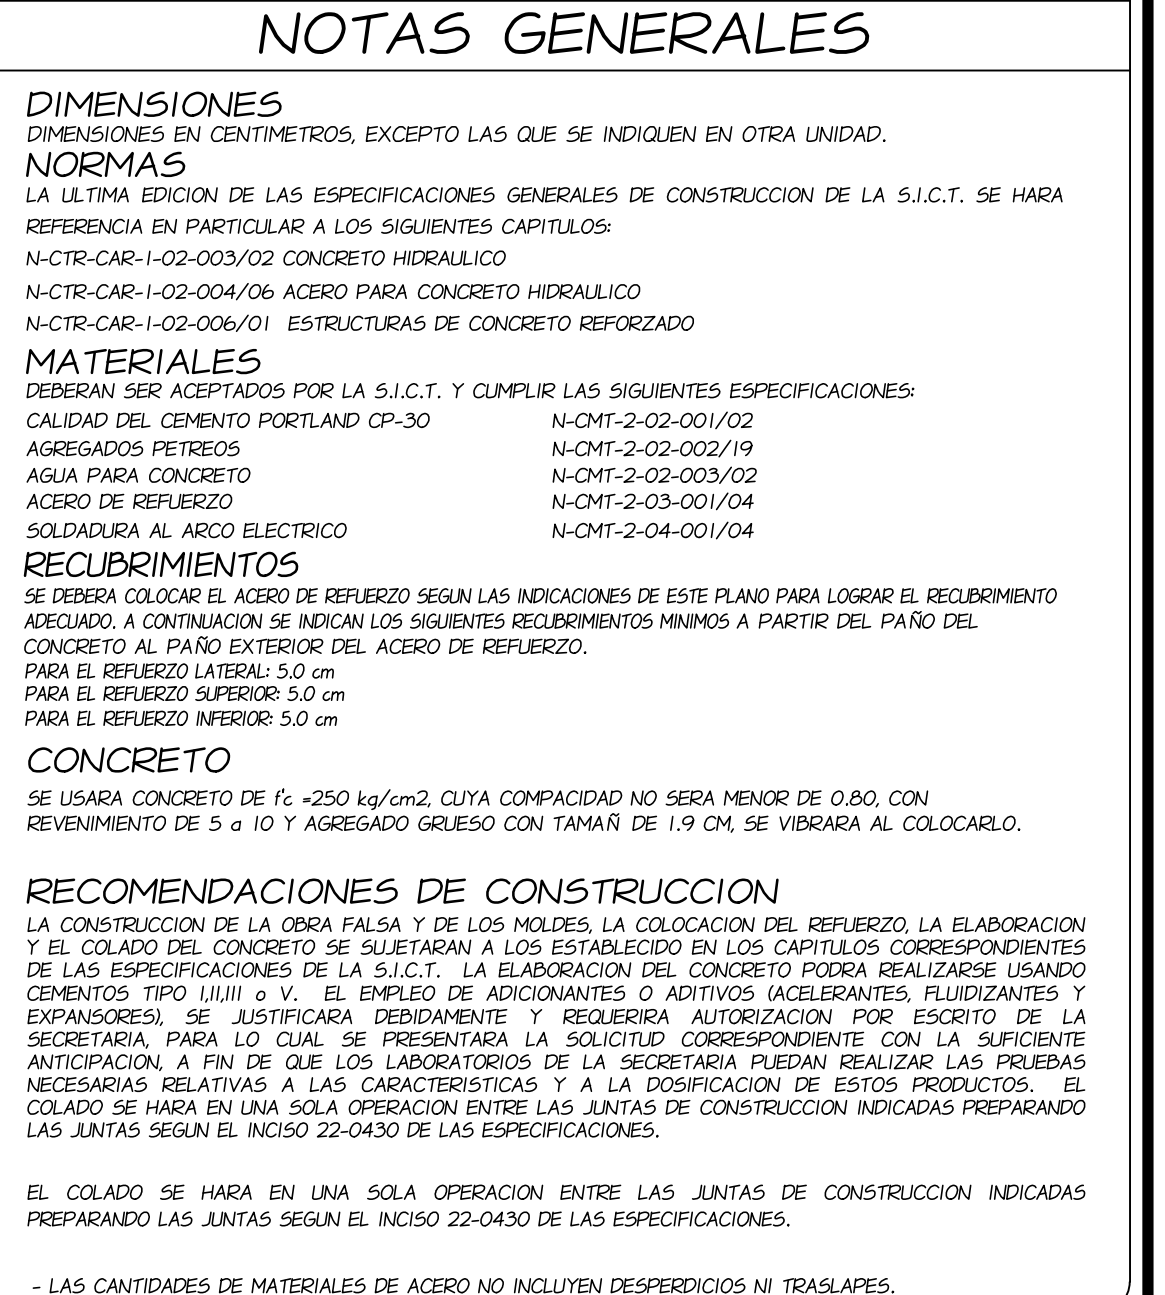 NOTAS GENERALES
DIMENSIONES
DIMENSIONES EN CENTIMETROS, EXCEPTO LAS QUE SE INDIQUEN EN OTRA UNIDAD.
NORMAS
LA ULTIMA EDICION DE LAS ESPECIFICACIONES GENERALES DE CONSTRUCCION DE LA S.I.C.T. SE HARA
REFERENCIA EN PARTICULAR A LOS SIGUIENTES CAPITULOS:
N-CTR-CAR-1-02-003/02 CONCRETO HIDRAULICO
N-CTR-CAR-1-02-004/06 ACERO PARA CONCRETO HIDRAULICO
N-CTR-CAR-1-02-006/01 ESTRUCTURAS DE CONCRETO REFORZADO
MATERIALES
DEBERAN SER ACEPTADOS POR LA S.I.C.T. Y CUMPLIR LAS SIGUIENTES ESPECIFICACIONES:
CALIDAD DEL CEMENTO PORTLAND CP-30 N-CMT-2-02-001/02
AGREGADOS PETREOS N-CMT-2-02-002/19
AGUA PARA CONCRETO N-CMT-2-02-003/02
ACERO DE REFUERZO N-CMT-2-03-001/04
SOLDADURA AL ARCO ELECTRICO N-CMT-2-04-001/04
RECUBRIMIENTOS
SE DEBERA COLOCAR EL ACERO DE REFUERZO SEGUN LAS INDICACIONES DE ESTE PLANO PARA LOGRAR EL RECUBRIMIENTO
ADECUADO. A CONTINUACION SE INDICAN LOS SIGUIENTES RECUBRIMIENTOS MINIMOS A PARTIR DEL PAÑO DEL
CONCRETO AL PAÑO EXTERIOR DEL ACERO DE REFUERZO.
PARA EL REFUERZO LATERAL: 5.0 cm
PARA EL REFUERZO SUPERIOR: 5.0 cm
PARA EL REFUERZO INFERIOR: 5.0 cm
CONCRETO
SE USARA CONCRETO DE f'c =250 kg/cm2, CUYA COMPACIDAD NO SERA MENOR DE 0.80, CON
REVENIMIENTO DE 5 a 10 Y AGREGADO GRUESO CON TAMAÑ DE 1.9 CM, SE VIBRARA AL COLOCARLO.
RECOMENDACIONES DE CONSTRUCCION
LA CONSTRUCCION DE LA OBRA FALSA Y DE LOS MOLDES, LA COLOCACION DEL REFUERZO, LA ELABORACION
Y EL COLADO DEL CONCRETO SE SUJETARAN A LOS ESTABLECIDO EN LOS CAPITULOS CORRESPONDIENTES
DE LAS ESPECIFICACIONES DE LA S.I.C.T. LA ELABORACION DEL CONCRETO PODRA REALIZARSE USANDO
CEMENTOS TIPO I,II,III o V. EL EMPLEO DE ADICIONANTES O ADITIVOS (ACELERANTES, FLUIDIZANTES Y
EXPANSORES), SE JUSTIFICARA DEBIDAMENTE Y REQUERIRA AUTORIZACION POR ESCRITO DE LA
SECRETARIA, PARA LO CUAL SE PRESENTARA LA SOLICITUD CORRESPONDIENTE CON LA SUFICIENTE
ANTICIPACION, A FIN DE QUE LOS LABORATORIOS DE LA SECRETARIA PUEDAN REALIZAR LAS PRUEBAS
NECESARIAS RELATIVAS A LAS CARACTERISTICAS Y A LA DOSIFICACION DE ESTOS PRODUCTOS. EL
COLADO SE HARA EN UNA SOLA OPERACION ENTRE LAS JUNTAS DE CONSTRUCCION INDICADAS PREPARANDO
LAS JUNTAS SEGUN EL INCISO 22-0430 DE LAS ESPECIFICACIONES.
EL COLADO SE HARA EN UNA SOLA OPERACION ENTRE LAS JUNTAS DE CONSTRUCCION INDICADAS
PREPARANDO LAS JUNTAS SEGUN EL INCISO 22-0430 DE LAS ESPECIFICACIONES.
- LAS CANTIDADES DE MATERIALES DE ACERO NO INCLUYEN DESPERDICIOS NI TRASLAPES.